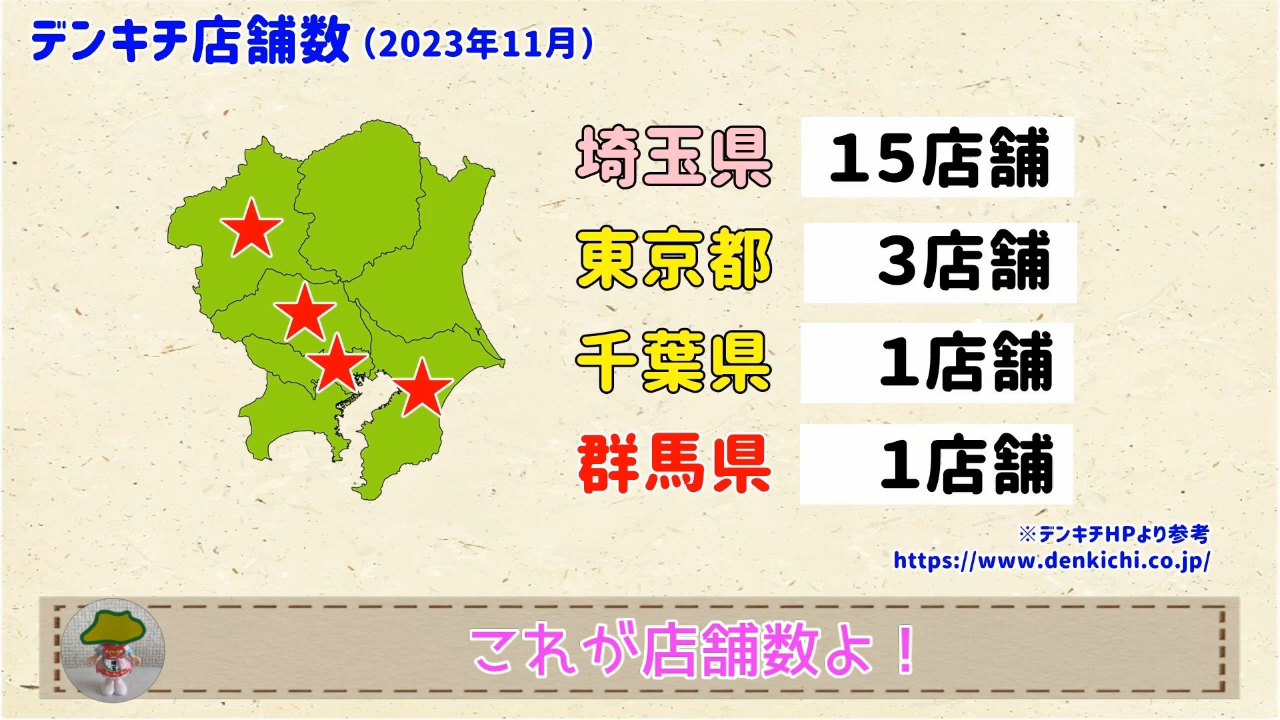 デンキチ店舗数（2023年11月）
埼玉県 15店舗
東京都 3店舗
千葉県 1店舗
群馬県 1店舗
※デンキチHPより参考
https://www.denkichi.co.jp/
これが店舗数よ！